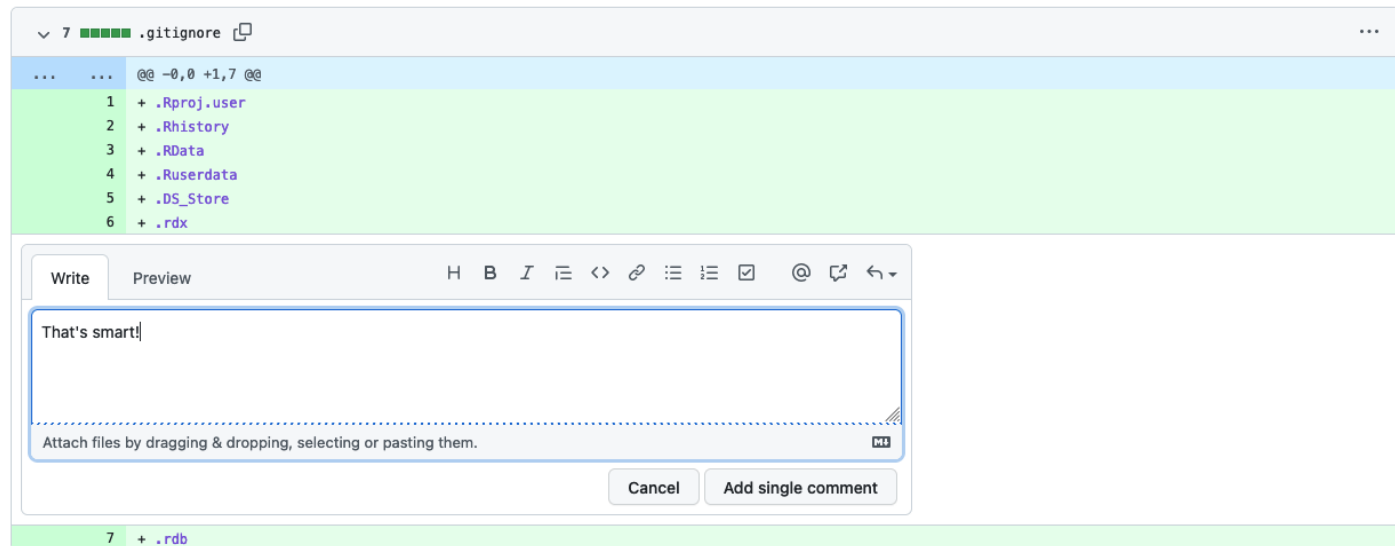 7 .gitignore
... ... @@ -0,0 +1,7 @@
1 + .Rproj.user
2 + .Rhistory
3 + .RData
4 + .Ruserdata
5 + .DS_Store
6 + .rdx
Write Preview
That's smart!
Attach files by dragging & dropping, selecting or pasting them.
Cancel Add single comment
7 + .rdb